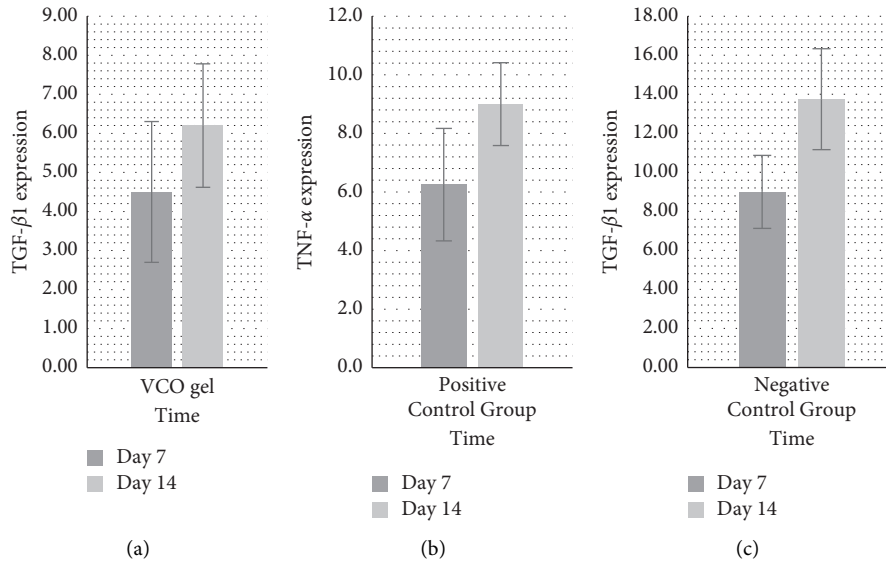 9.00
8.00
7.00
6.00
5.00
4.00
3.00
2.00
1.00
0.00
TGF-β1 expression
VCO gel
Time
Day 7
Day 14
(a)
12.0
10.0
8.0
6.0
4.0
2.0
0.0
TNF-α expression
Positive
Control Group
Time
Day 7
Day 14
(b)
18.00
16.00
14.00
12.00
10.00
8.00
6.00
4.00
2.00
0.00
TGF-β1 expression
Negative
Control Group
Time
Day 7
Day 14
(c)